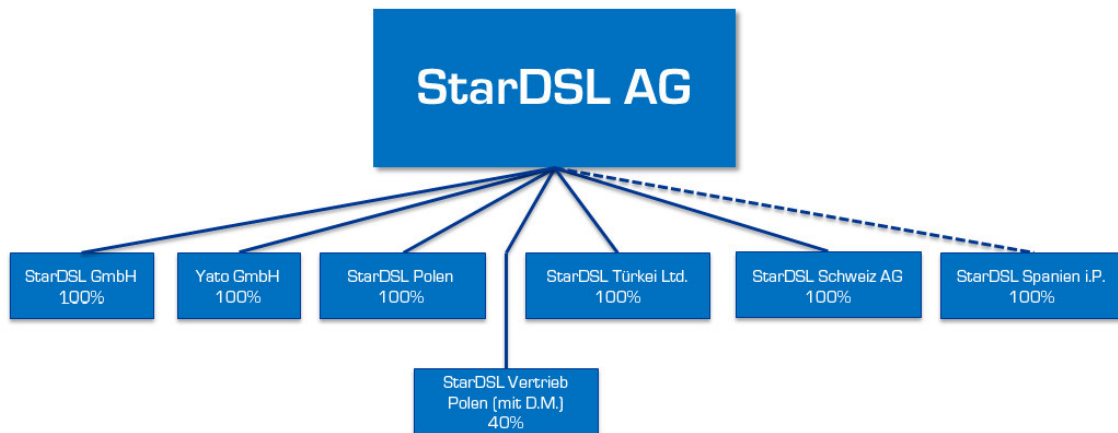 StarDSL AG
StarDSL GmbH
100%
Yato GmbH
100%
StarDSL Polen
100%
StarDSL Türkei Ltd.
100%
StarDSL Schweiz AG
100%
StarDSL Spanien i.P.
100%
StarDSL Vertrieb
Polen (mit D.M.)
40%